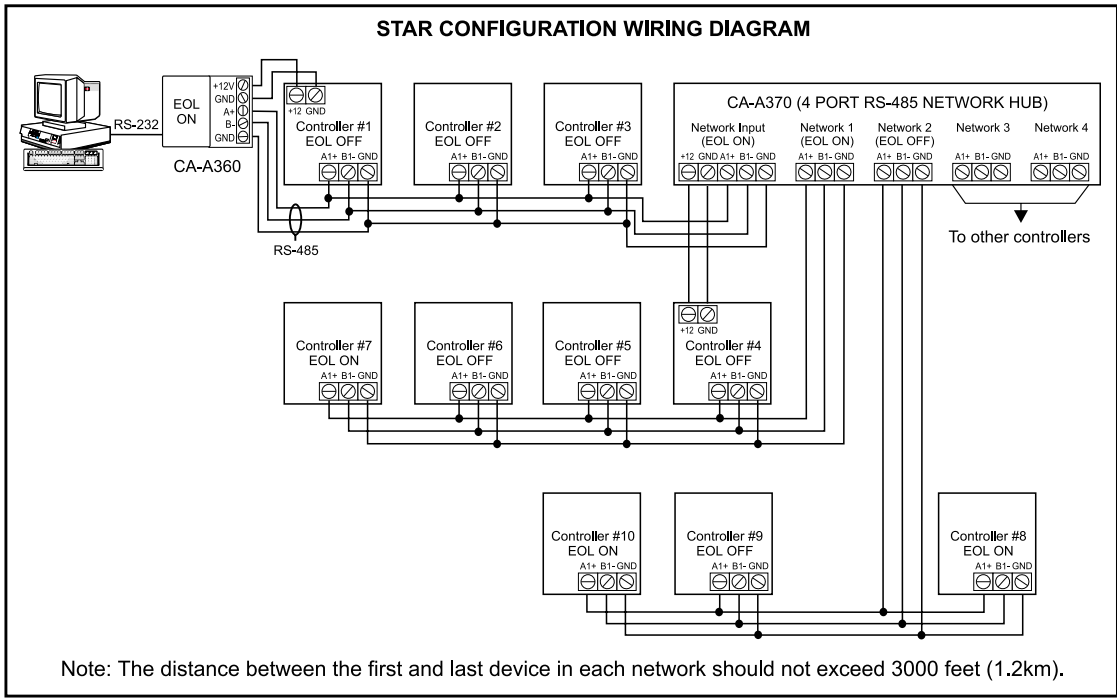 STAR CONFIGURATION WIRING DIAGRAM
RS-232
EOL
ON
+12V
GND
A+
B-
GND
CA-A360
+12 GND
Controller #1
EOL OFF
A1+ B1- GND
Controller #2
EOL OFF
A1+ B1- GND
Controller #3
EOL OFF
A1+ B1- GND
CA-A370 (4 PORT RS-485 NETWORK HUB)
Network Input
(EOL ON)
+12 GND A1+ B1- GND
Network 1
(EOL ON)
A1+ B1- GND
Network 2
(EOL OFF)
A1+ B1- GND
Network 3
A1+ B1- GND
Network 4
A1+ B1- GND
To other controllers
RS-485
Controller #7
EOL ON
A1+ B1- GND
Controller #6
EOL OFF
A1+ B1- GND
Controller #5
EOL OFF
A1+ B1- GND
+12 GND
Controller #4
EOL OFF
A1+ B1- GND
Controller #10
EOL ON
A1+ B1- GND
Controller #9
EOL OFF
A1+ B1- GND
Controller #8
EOL ON
A1+ B1- GND
Note: The distance between the first and last device in each network should not exceed 3000 feet (1.2km).